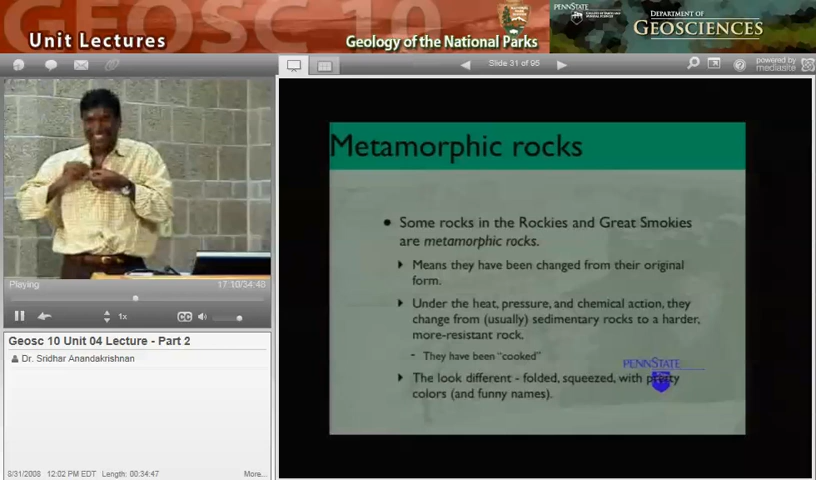 GEOSC 10
Unit Lectures
Geology of the National Parks
PENNSTATE
DEPARTMENT OF
GEOSCIENCES
Slide 31 of 95
powered by
mediasite
Metamorphic rocks
Some rocks in the Rockies and Great Smokies
are metamorphic rocks.
Means they have been changed from their original
form.
Under the heat, pressure, and chemical action, they
change from (usually) sedimentary rocks to a harder,
more-resistant rock.
- They have been "cooked"
The look different - folded, squeezed, with pretty
colors (and funny names).
PENNSTATE
Playing
17:10/34:48
1x
CC
Geosc 10 Unit 04 Lecture - Part 2
Dr. Sridhar Anandakrishnan
8/31/2008 12:02 PM EDT Length: 00:34:47
More...